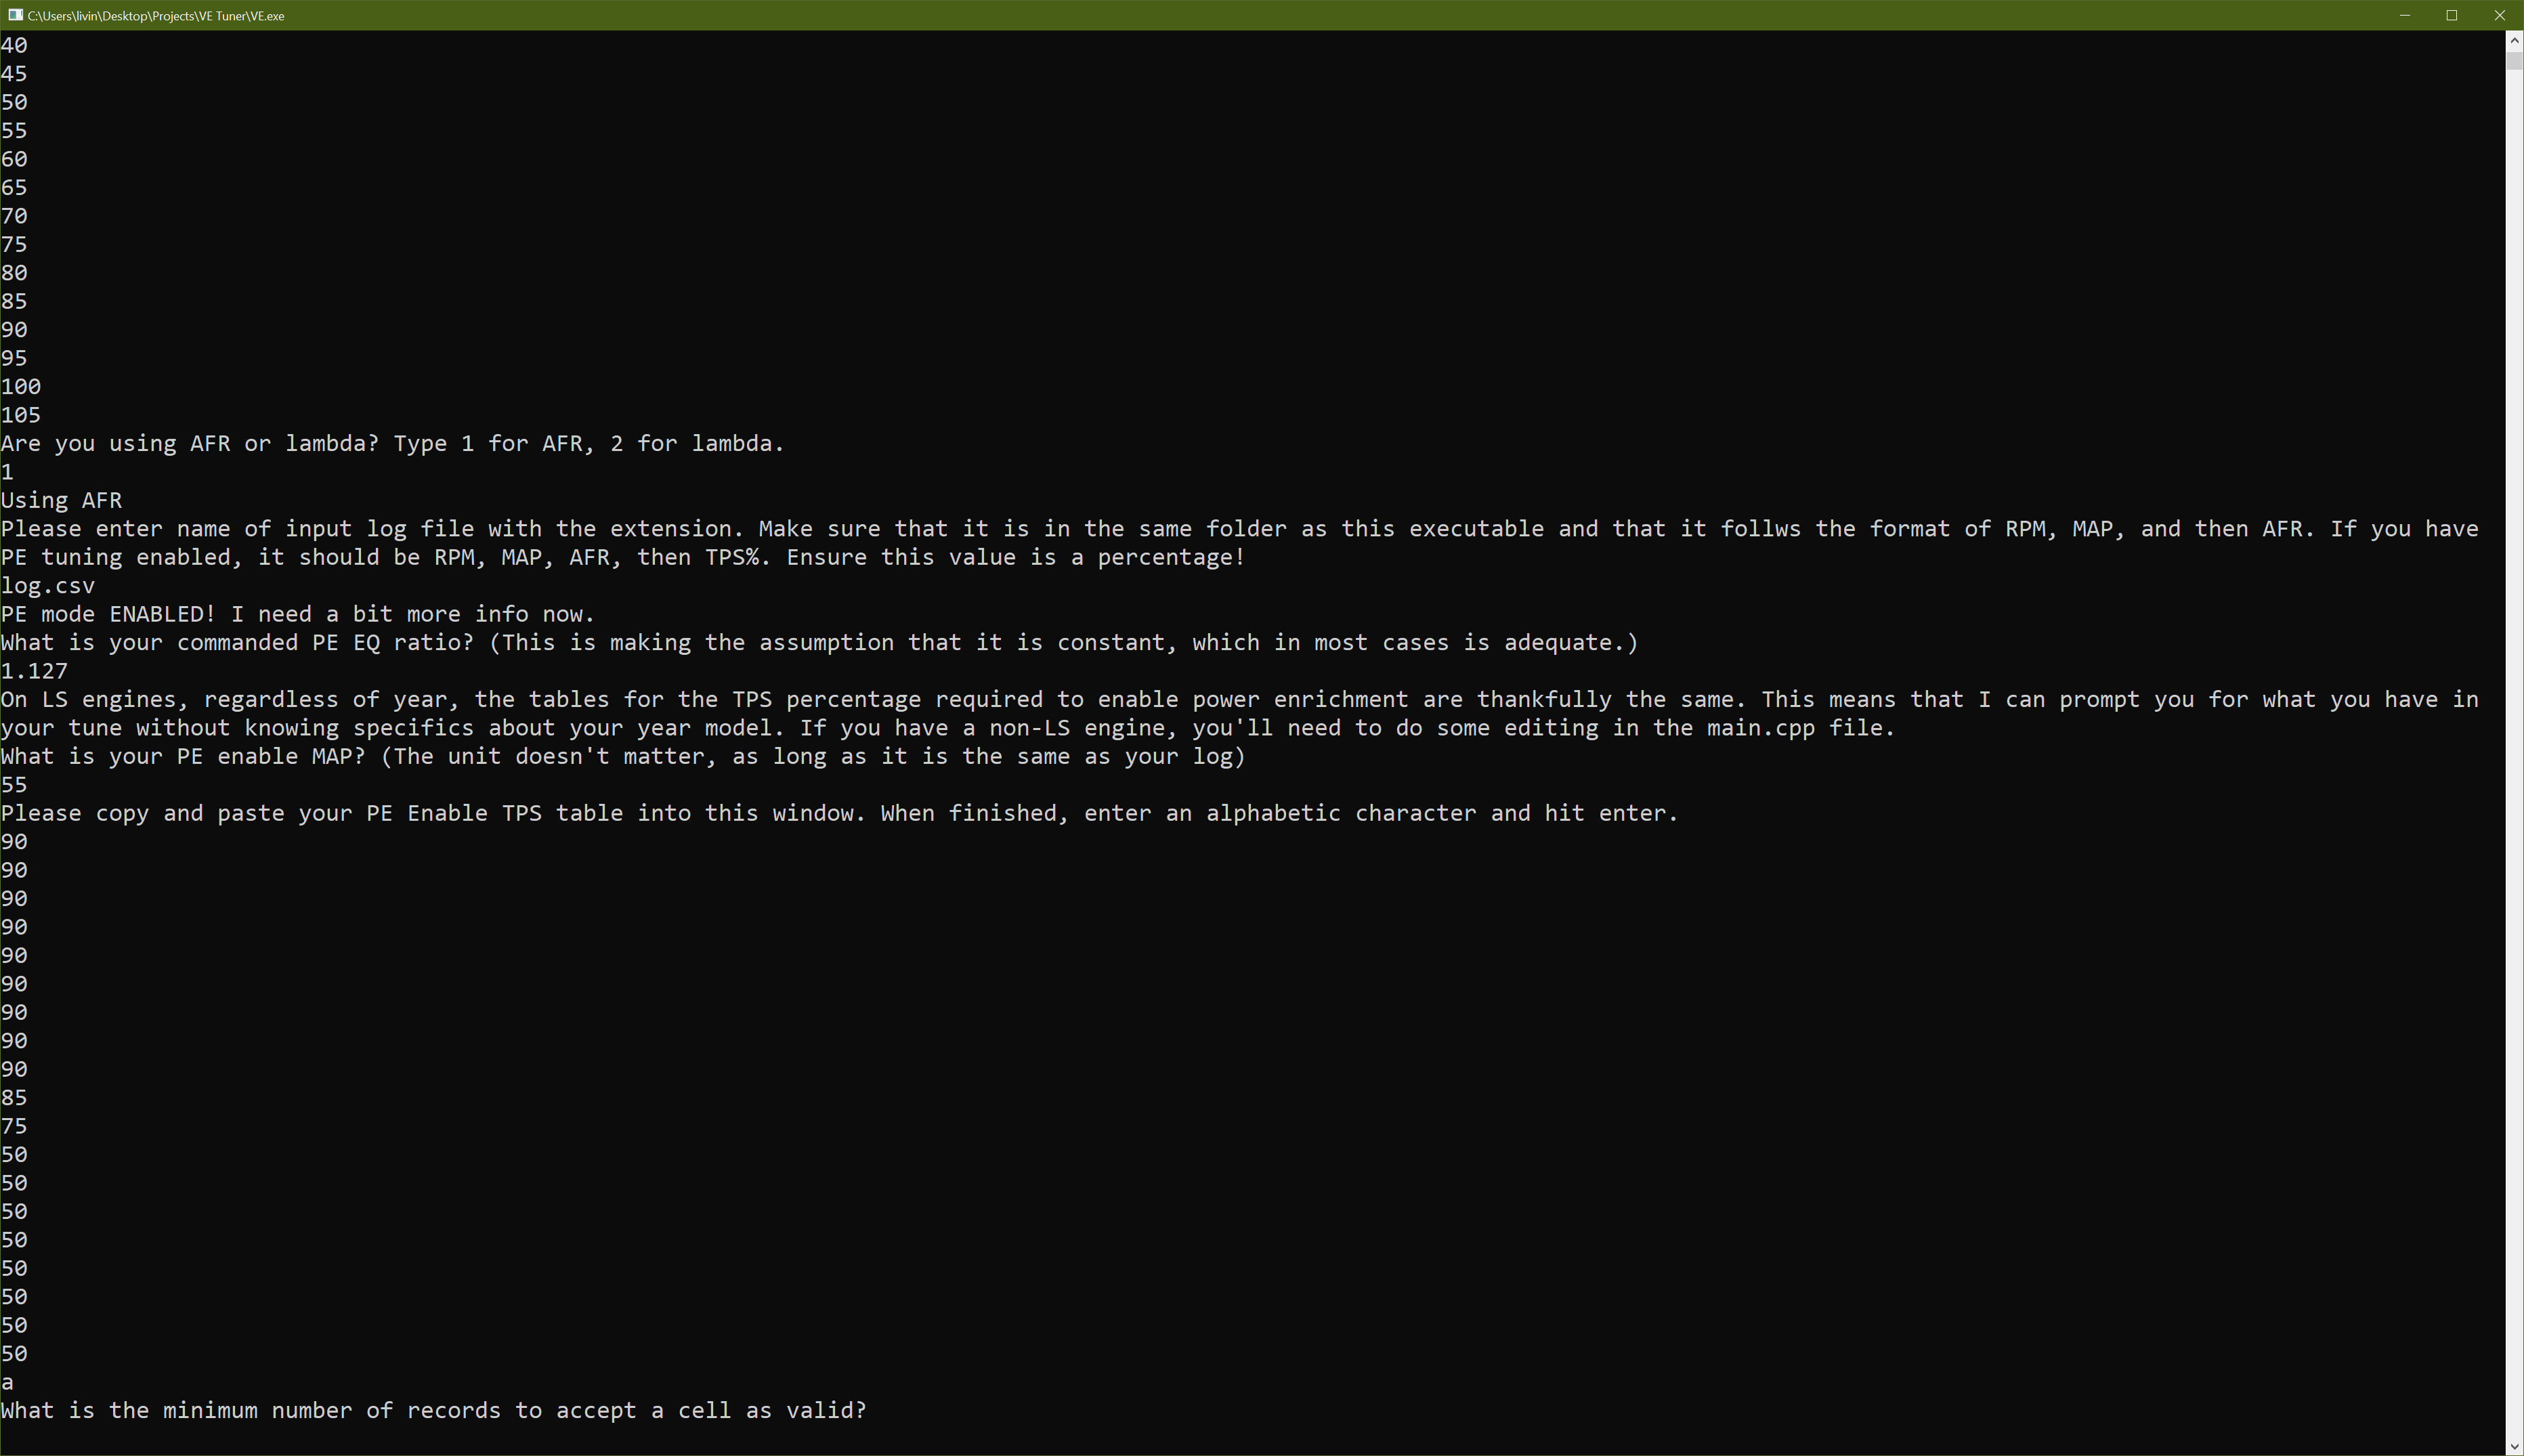 C:\Users\livin\Desktop\Projects\VE Tuner\VE.exe
40
45
50
55
60
65
70
75
80
85
90
95
100
105
Are you using AFR or lambda? Type 1 for AFR, 2 for lambda.
1
Using AFR
Please enter name of input log file with the extension. Make sure that it is in the same folder as this executable and that it follws the format of RPM, MAP, and then AFR. If you have
PE tuning enabled, it should be RPM, MAP, AFR, then TPS%. Ensure this value is a percentage!
log.csv
PE mode ENABLED! I need a bit more info now.
What is your commanded PE EQ ratio? (This is making the assumption that it is constant, which in most cases is adequate.)
1.127
On LS engines, regardless of year, the tables for the TPS percentage required to enable power enrichment are thankfully the same. This means that I can prompt you for what you have in
your tune without knowing specifics about your year model. If you have a non-LS engine, you'll need to do some editing in the main.cpp file.
What is your PE enable MAP? (The unit doesn't matter, as long as it is the same as your log)
55
Please copy and paste your PE Enable TPS table into this window. When finished, enter an alphabetic character and hit enter.
90
90
90
90
90
90
90
90
90
85
75
50
50
50
50
50
50
50
50
a
What is the minimum number of records to accept a cell as valid?